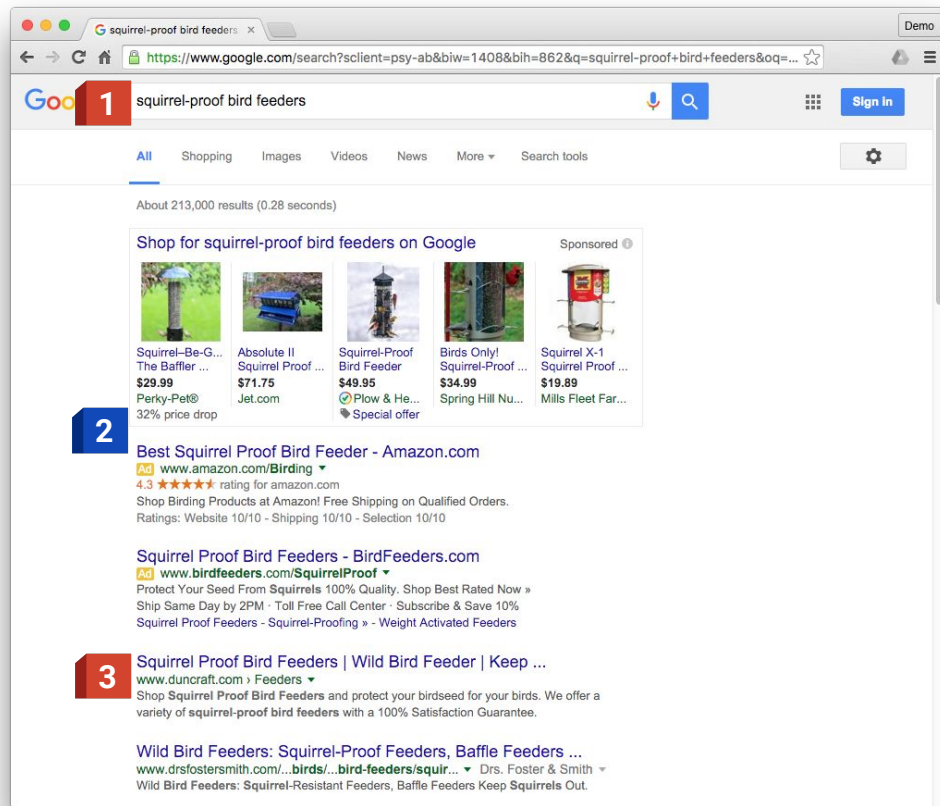 squirrel-proof bird feeders
Demo
https://www.google.com/search?sclient=psy-ab&biw=1408&bih=862&q=squirrel-proof+bird+feeders&oq=...
Goo
1
squirrel-proof bird feeders
Sign in
All Shopping Images Videos News More Search tools
About 213,000 results (0.28 seconds)
Shop for squirrel-proof bird feeders on Google Sponsored
Squirrel–Be-G... Absolute II Squirrel-Proof Birds Only! Squirrel X-1
The Baffler ... Squirrel Proof ... Bird Feeder Squirrel-Proof ... Squirrel Proof ...
$29.99 $71.75 $49.95 $34.99 $19.89
Perky-Pet® Jet.com Plow & He... Spring Hill Nu... Mills Fleet Far...
32% price drop Special offer
2
Best Squirrel Proof Bird Feeder - Amazon.com
Ad www.amazon.com/Birding
4.3 ★★★★★ rating for amazon.com
Shop Birding Products at Amazon! Free Shipping on Qualified Orders.
Ratings: Website 10/10 - Shipping 10/10 - Selection 10/10
Squirrel Proof Bird Feeders - BirdFeeders.com
Ad www.birdfeeders.com/SquirrelProof
Protect Your Seed From Squirrels 100% Quality. Shop Best Rated Now »
Ship Same Day by 2PM · Toll Free Call Center · Subscribe & Save 10%
Squirrel Proof Feeders - Squirrel-Proofing » - Weight Activated Feeders
3
Squirrel Proof Bird Feeders | Wild Bird Feeder | Keep ...
www.duncraft.com › Feeders
Shop Squirrel Proof Bird Feeders and protect your birdseed for your birds. We offer a
variety of squirrel-proof bird feeders with a 100% Satisfaction Guarantee.
Wild Bird Feeders: Squirrel-Proof Feeders, Baffle Feeders ...
www.drsfostersmith.com/...birds/...bird-feeders/squir... Drs. Foster & Smith
Wild Bird Feeders: Squirrel-Resistant Feeders, Baffle Feeders Keep Squirrels Out.